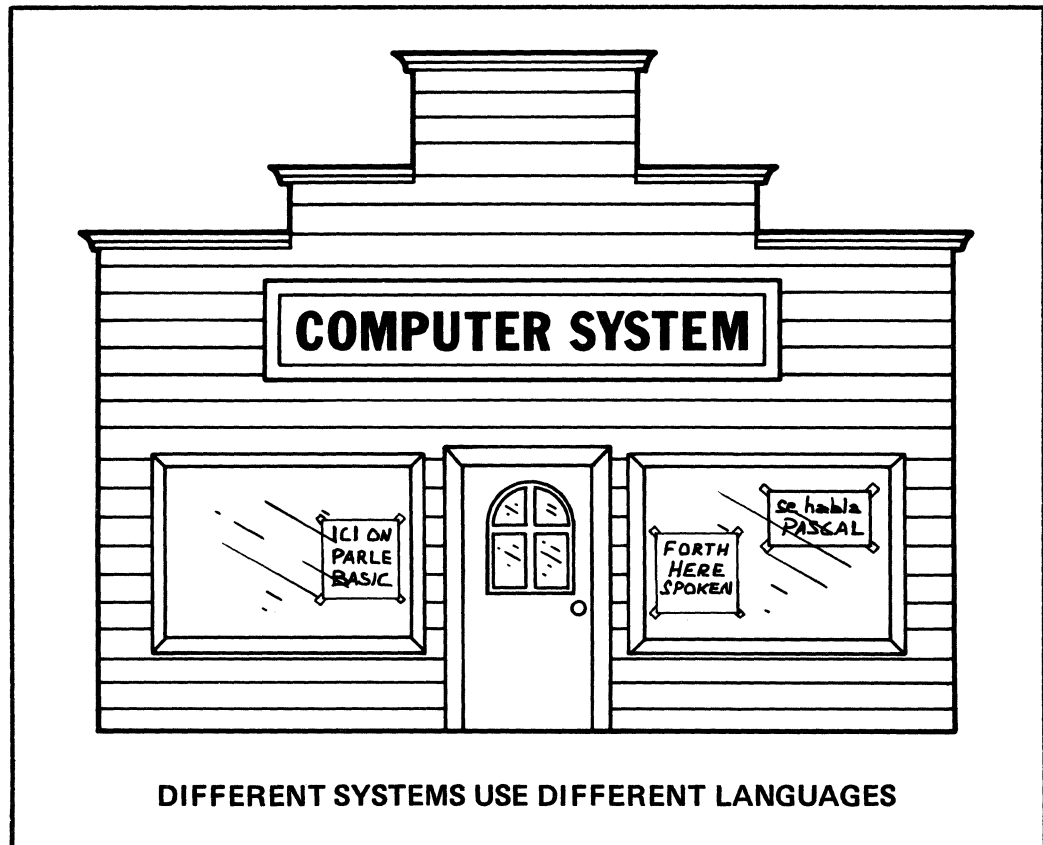 COMPUTER SYSTEM
ICI ON
PARLE
BASIC
FORTH
HERE
SPOKEN
se habla
PASCAL
DIFFERENT SYSTEMS USE DIFFERENT LANGUAGES